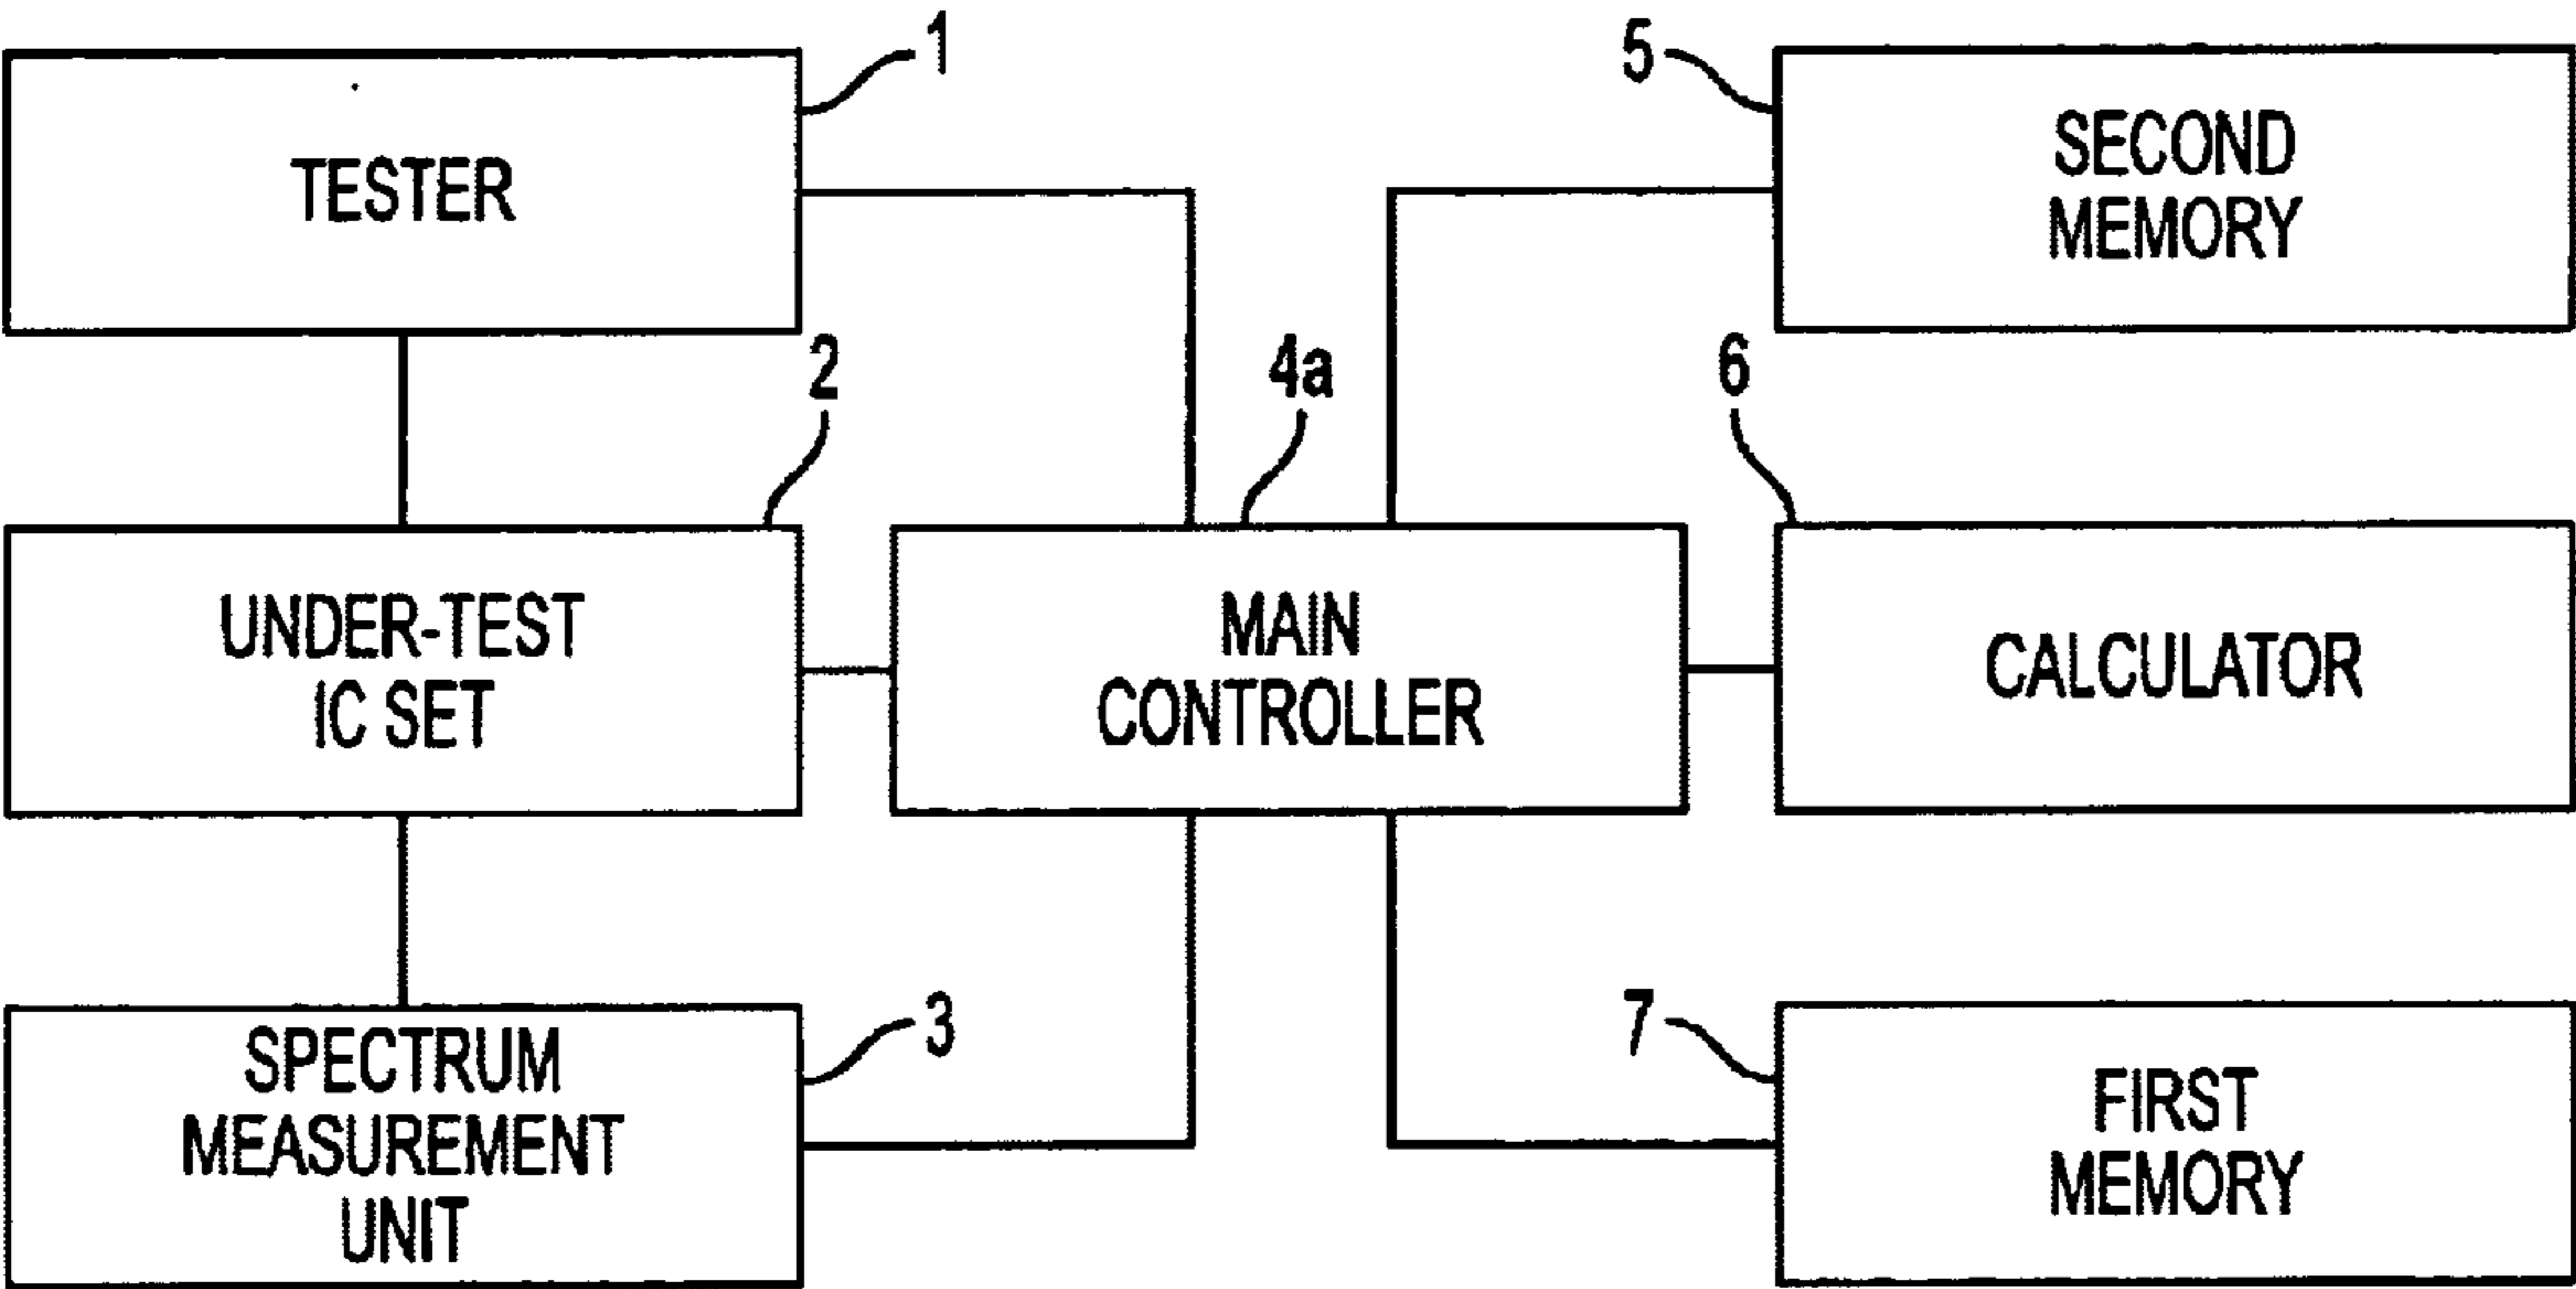 1
TESTER
5
SECOND
MEMORY
2
UNDER-TEST
IC SET
4a
MAIN
CONTROLLER
6
CALCULATOR
3
SPECTRUM
MEASUREMENT
UNIT
7
FIRST
MEMORY